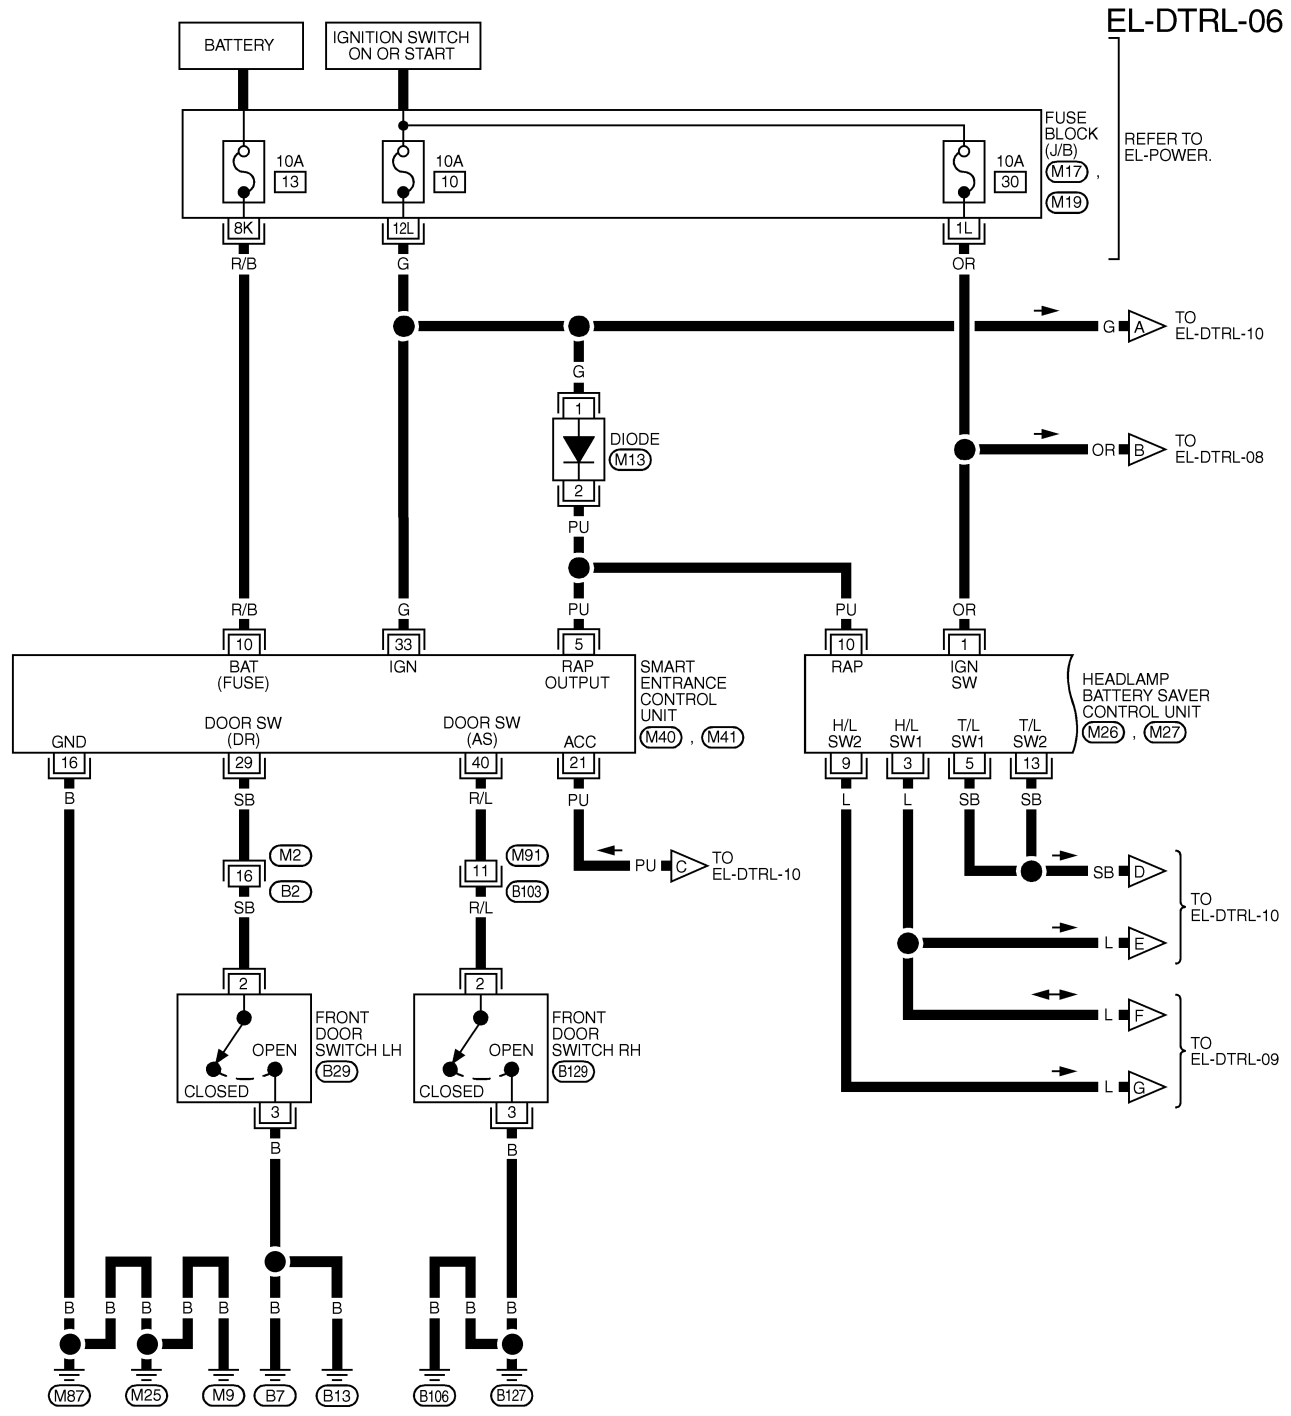 EL-DTRL-06
BATTERY
IGNITION SWITCH
ON OR START
FUSE
BLOCK
(J/B)
M17 ,
M19
REFER TO
EL-POWER.
10A
13
10A
10
10A
30
8K
12L
1L
R/B
G
OR
G
A
TO
EL-DTRL-10
G
1
DIODE
M13
2
PU
OR
B
TO
EL-DTRL-08
R/B
G
PU
PU
OR
10
33
5
10
1
BAT
(FUSE)
IGN
RAP
OUTPUT
SMART
ENTRANCE
CONTROL
UNIT
M40 , M41
RAP
IGN
SW
HEADLAMP
BATTERY SAVER
CONTROL UNIT
M26 , M27
GND
DOOR SW
(DR)
DOOR SW
(AS)
ACC
H/L
SW2
H/L
SW1
T/L
SW1
T/L
SW2
16
29
40
21
9
3
5
13
B
SB
R/L
PU
L
L
SB
SB
M2
16
B2
M91
11
B103
PU
C
TO
EL-DTRL-10
SB
R/L
SB
D
L
E
TO
EL-DTRL-10
L
F
L
G
TO
EL-DTRL-09
2
OPEN
CLOSED
FRONT
DOOR
SWITCH LH
B29
3
B
2
OPEN
CLOSED
FRONT
DOOR
SWITCH RH
B129
3
B
B
B
B
B
B
B
B
B
B
B
M87
M25
M9
B7
B13
B106
B127